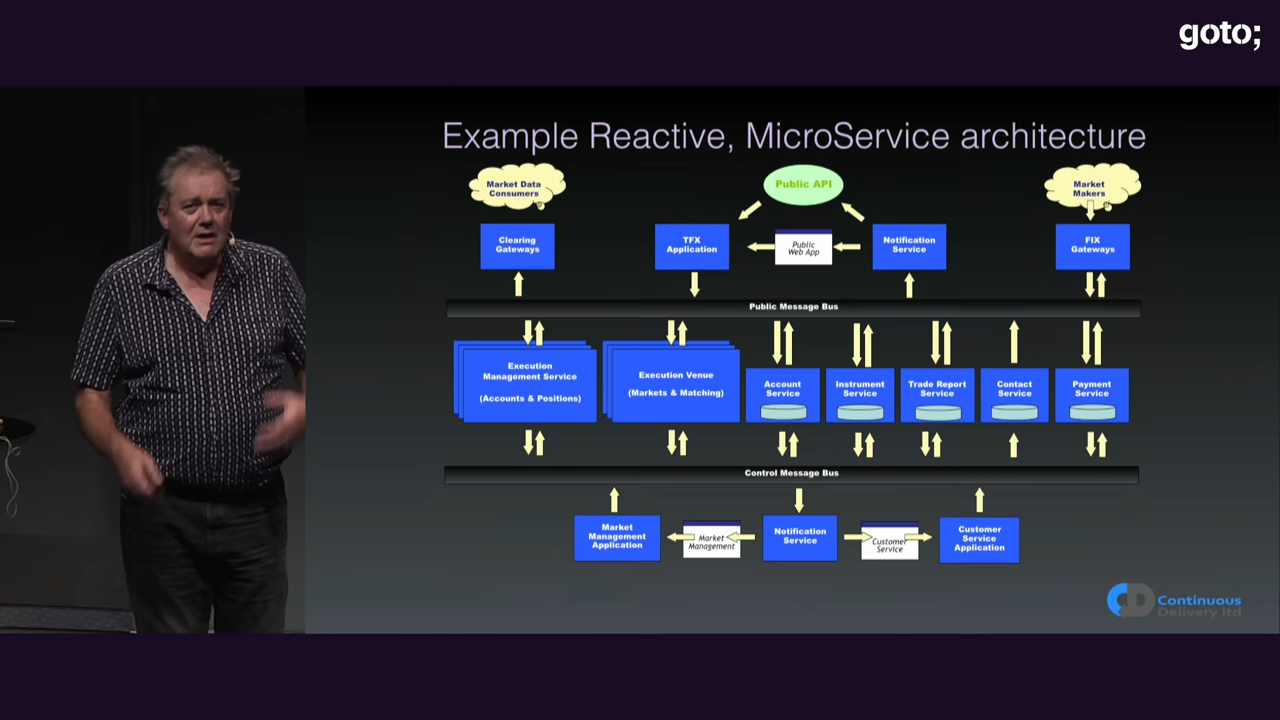 goto;
Example Reactive, MicroService architecture
Market Data
Consumers
Public API
Market
Makers
Clearing
Gateways
TFX
Application
Public
Web App
Notification
Service
FIX
Gateways
Public Message Bus
Execution
Management Service
(Accounts & Positions)
Execution Venue
(Markets & Matching)
Account
Service
Instrument
Service
Trade Report
Service
Contact
Service
Payment
Service
Control Message Bus
Market
Management
Application
Market
Management
Notification
Service
Customer
Service
Customer
Service
Application
Continuous
Delivery ltd